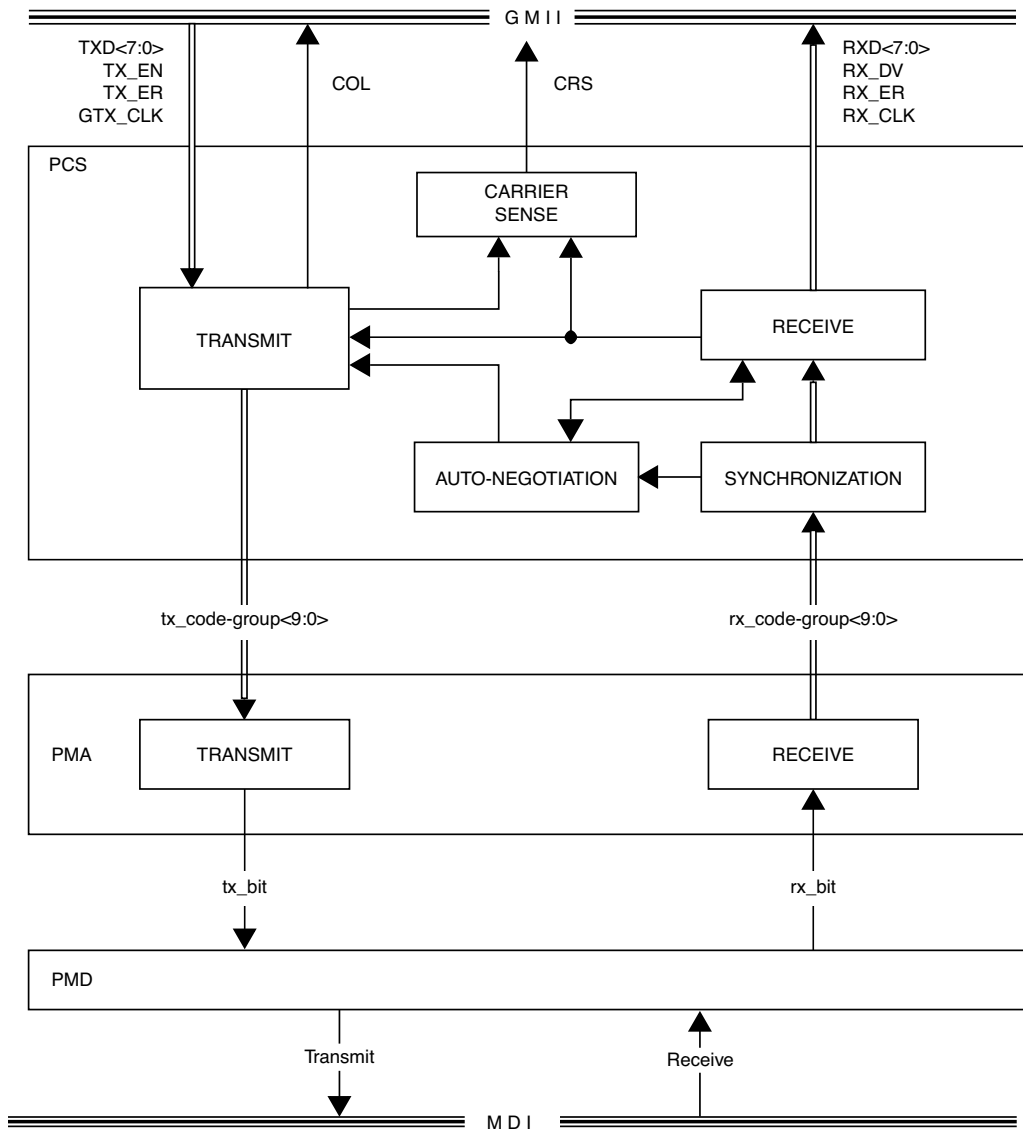 G M I I
TXD<7:0>
TX_EN
TX_ER
GTX_CLK
COL
CRS
RXD<7:0>
RX_DV
RX_ER
RX_CLK
PCS
CARRIER
SENSE
TRANSMIT
RECEIVE
AUTO-NEGOTIATION
SYNCHRONIZATION
tx_code-group<9:0>
rx_code-group<9:0>
PMA
TRANSMIT
RECEIVE
tx_bit
rx_bit
PMD
Transmit
Receive
M D I